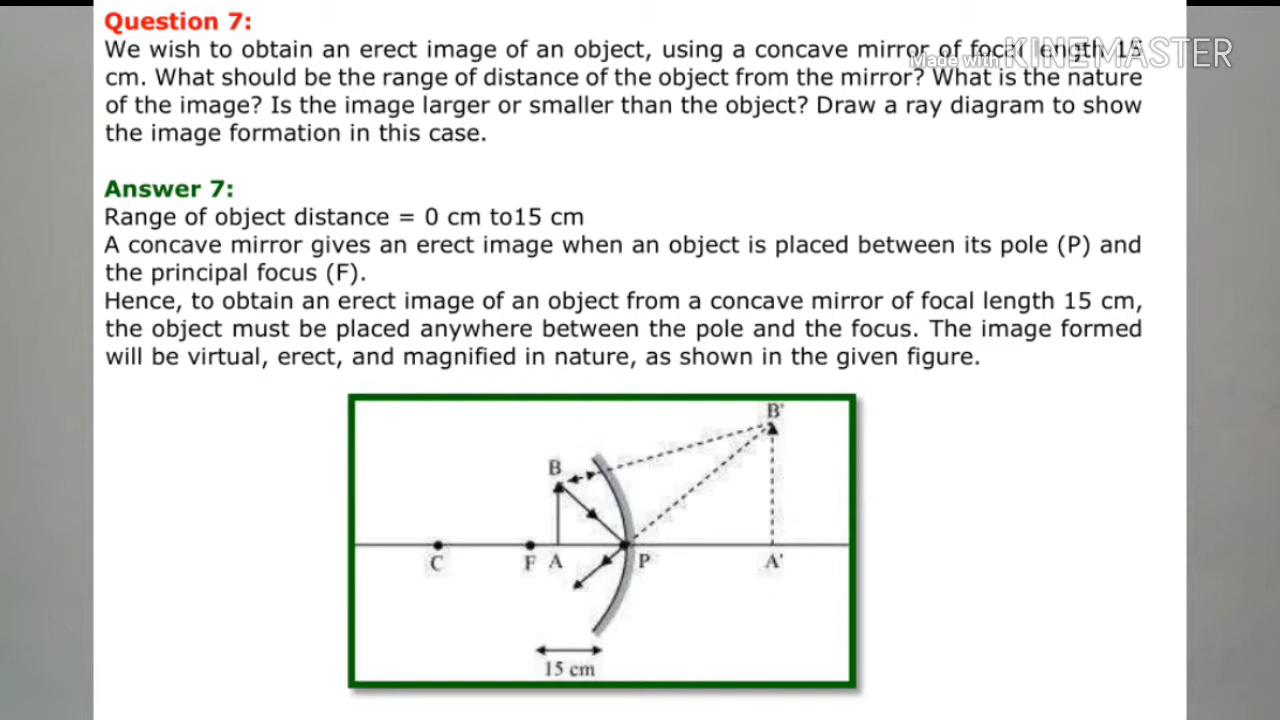 Question 7:
We wish to obtain an erect image of an object, using a concave mirror of focal length 15
cm. What should be the range of distance of the object from the mirror? What is the nature
of the image? Is the image larger or smaller than the object? Draw a ray diagram to show
the image formation in this case.
Made with KINEMASTER
Answer 7:
Range of object distance = 0 cm to15 cm
A concave mirror gives an erect image when an object is placed between its pole (P) and
the principal focus (F).
Hence, to obtain an erect image of an object from a concave mirror of focal length 15 cm,
the object must be placed anywhere between the pole and the focus. The image formed
will be virtual, erect, and magnified in nature, as shown in the given figure.
B'
B
C F A P A'
15 cm